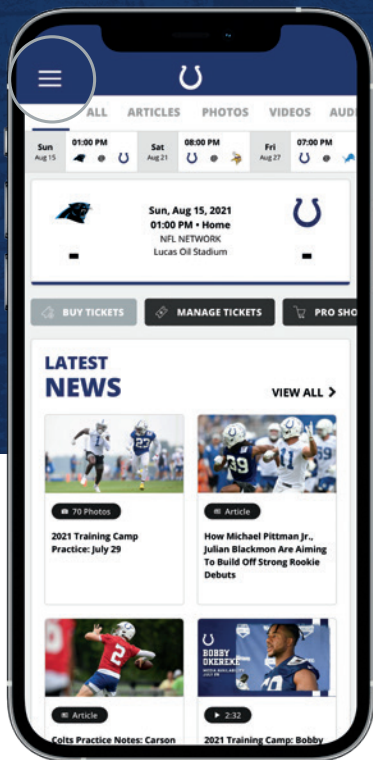 ALL ARTICLES PHOTOS VIDEOS AUD
Sun 01:00 PM Sat 08:00 PM Fri 07:00 PM
Aug 15 @ Aug 21 @ Aug 27 @
Sun, Aug 15, 2021
01:00 PM • Home
NFL NETWORK
Lucas Oil Stadium
- -
BUY TICKETS MANAGE TICKETS PRO SHO
LATEST
NEWS
VIEW ALL >
70 Photos
2021 Training Camp
Practice: July 29
39
Article
How Michael Pittman Jr.,
Julian Blackmon Are Aiming
To Build Off Strong Rookie
Debuts
2
Article
Colts Practice Notes: Carson
BOBBY
OKEREKE
2:32
2021 Training Camp: Bobby